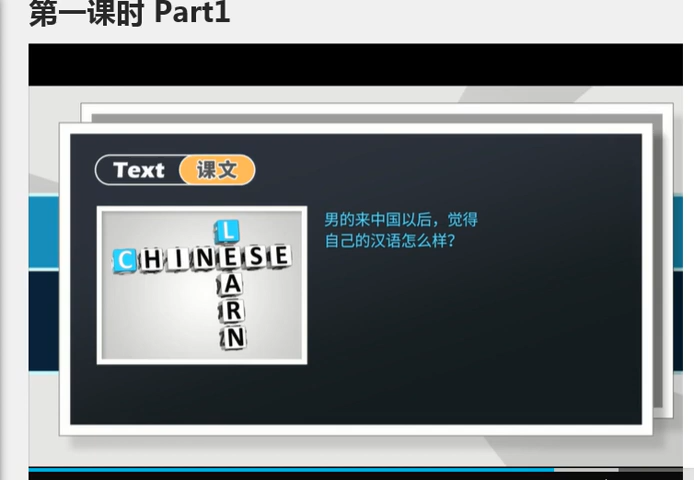 第一课时 Part1
Text 课文
男的来中国以后，觉得
自己的汉语怎么样？
CHINESE
LEARN